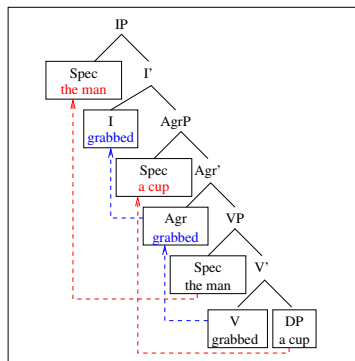 IP
Spec
the man
I'
I
grabbed
AgrP
Spec
a cup
Agr'
Agr
grabbed
VP
Spec
the man
V'
V
grabbed
DP
a cup